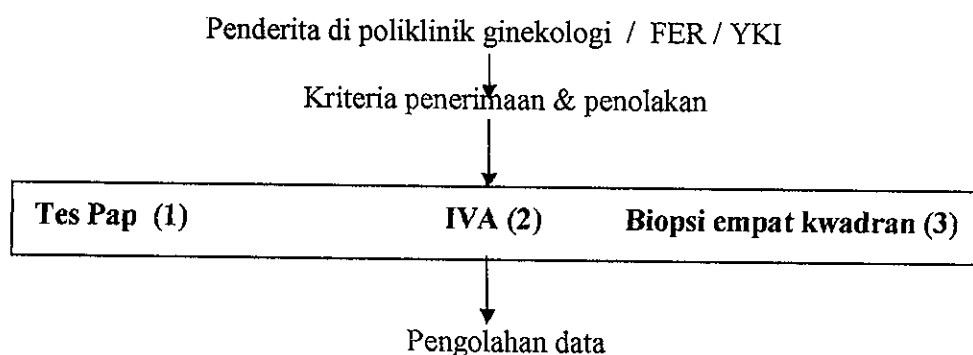 Penderita di poliklinik ginekologi / FER / YKI
Kriteria penerimaan & penolakan
Tes Pap (1) IVA (2) Biopsi empat kwadran (3)
Pengolahan data